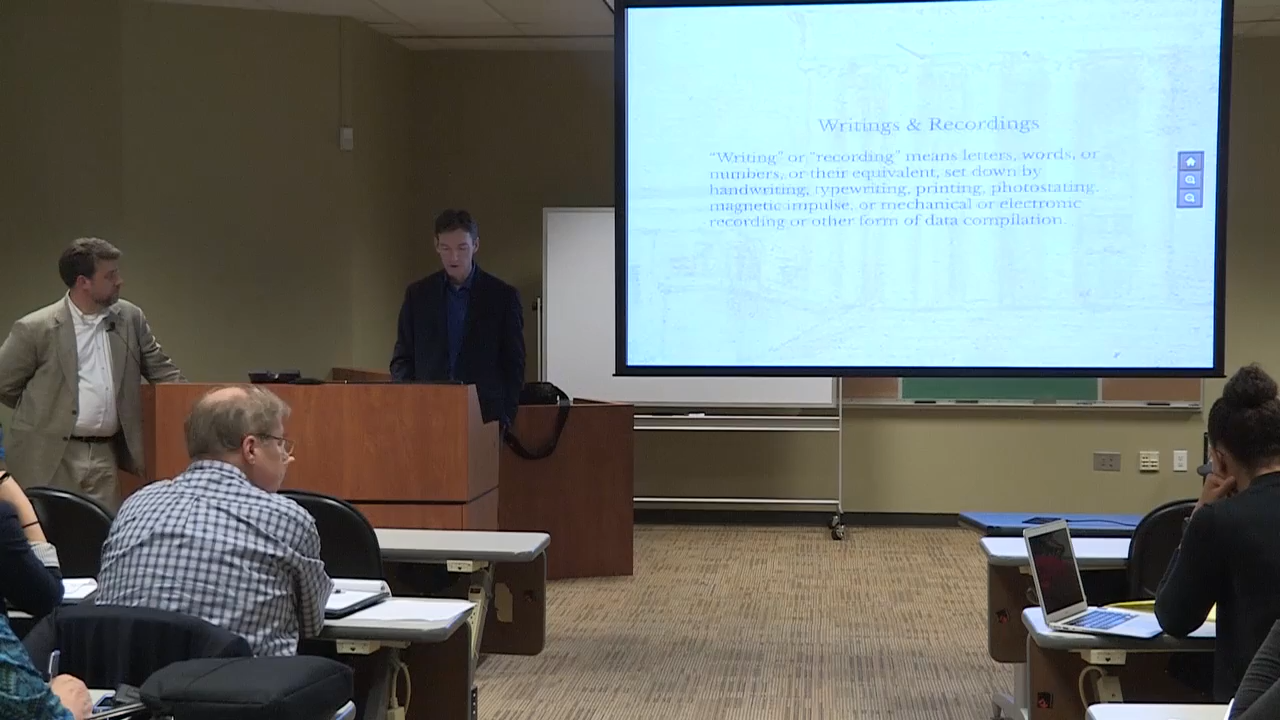 Writings & Recordings
"Writing" or "recording" means letters, words, or
numbers, or their equivalent, set down by
handwriting, typewriting, printing, photostating,
magnetic impulse, or mechanical or electronic
recording or other form of data compilation.